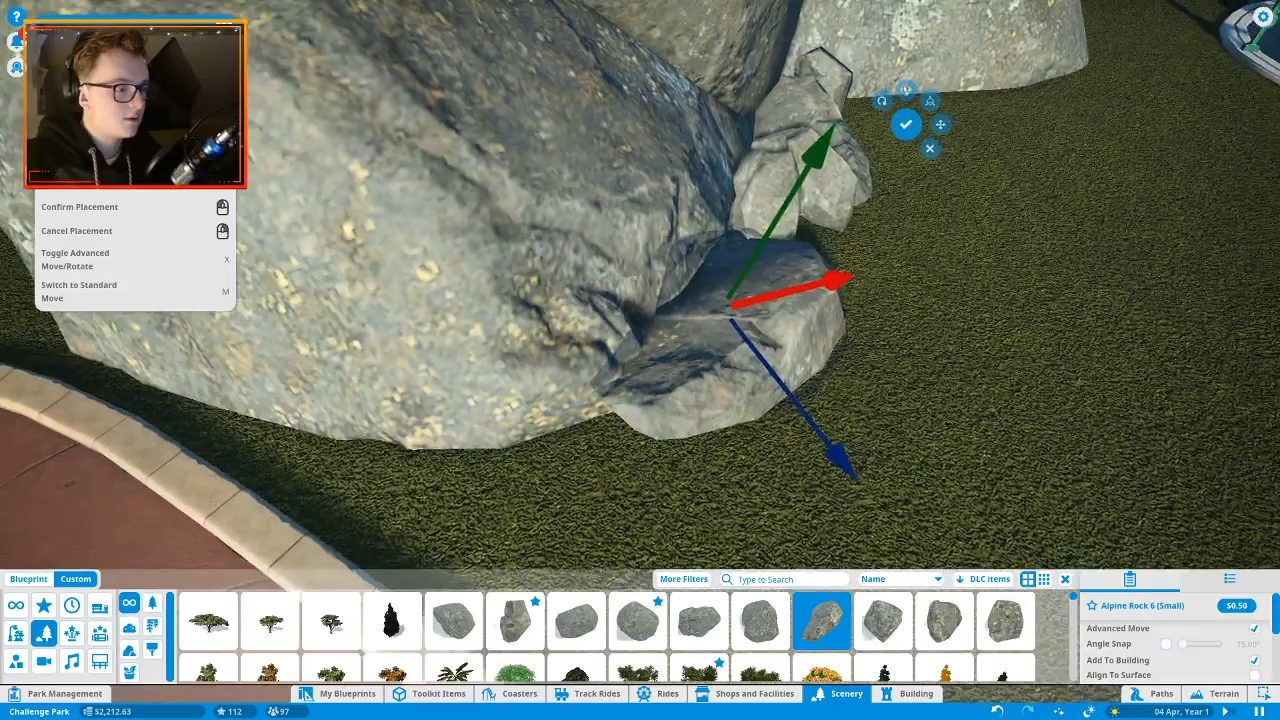 ?
Confirm Placement
Cancel Placement
Toggle Advanced
Move/Rotate X
Switch to Standard
Move M
Blueprint Custom
More Filters Type to Search Name DLC items
Alpine Rock 6 (Small) $0.50
Advanced Move
Angle Snap 15.00°
Add To Building
Align To Surface
Park Management My Blueprints Toolkit Items Coasters Track Rides Rides Shops and Facilities Scenery Building Paths Terrain
Challenge Park $2,212.63 112 97 04 Apr, Year 1